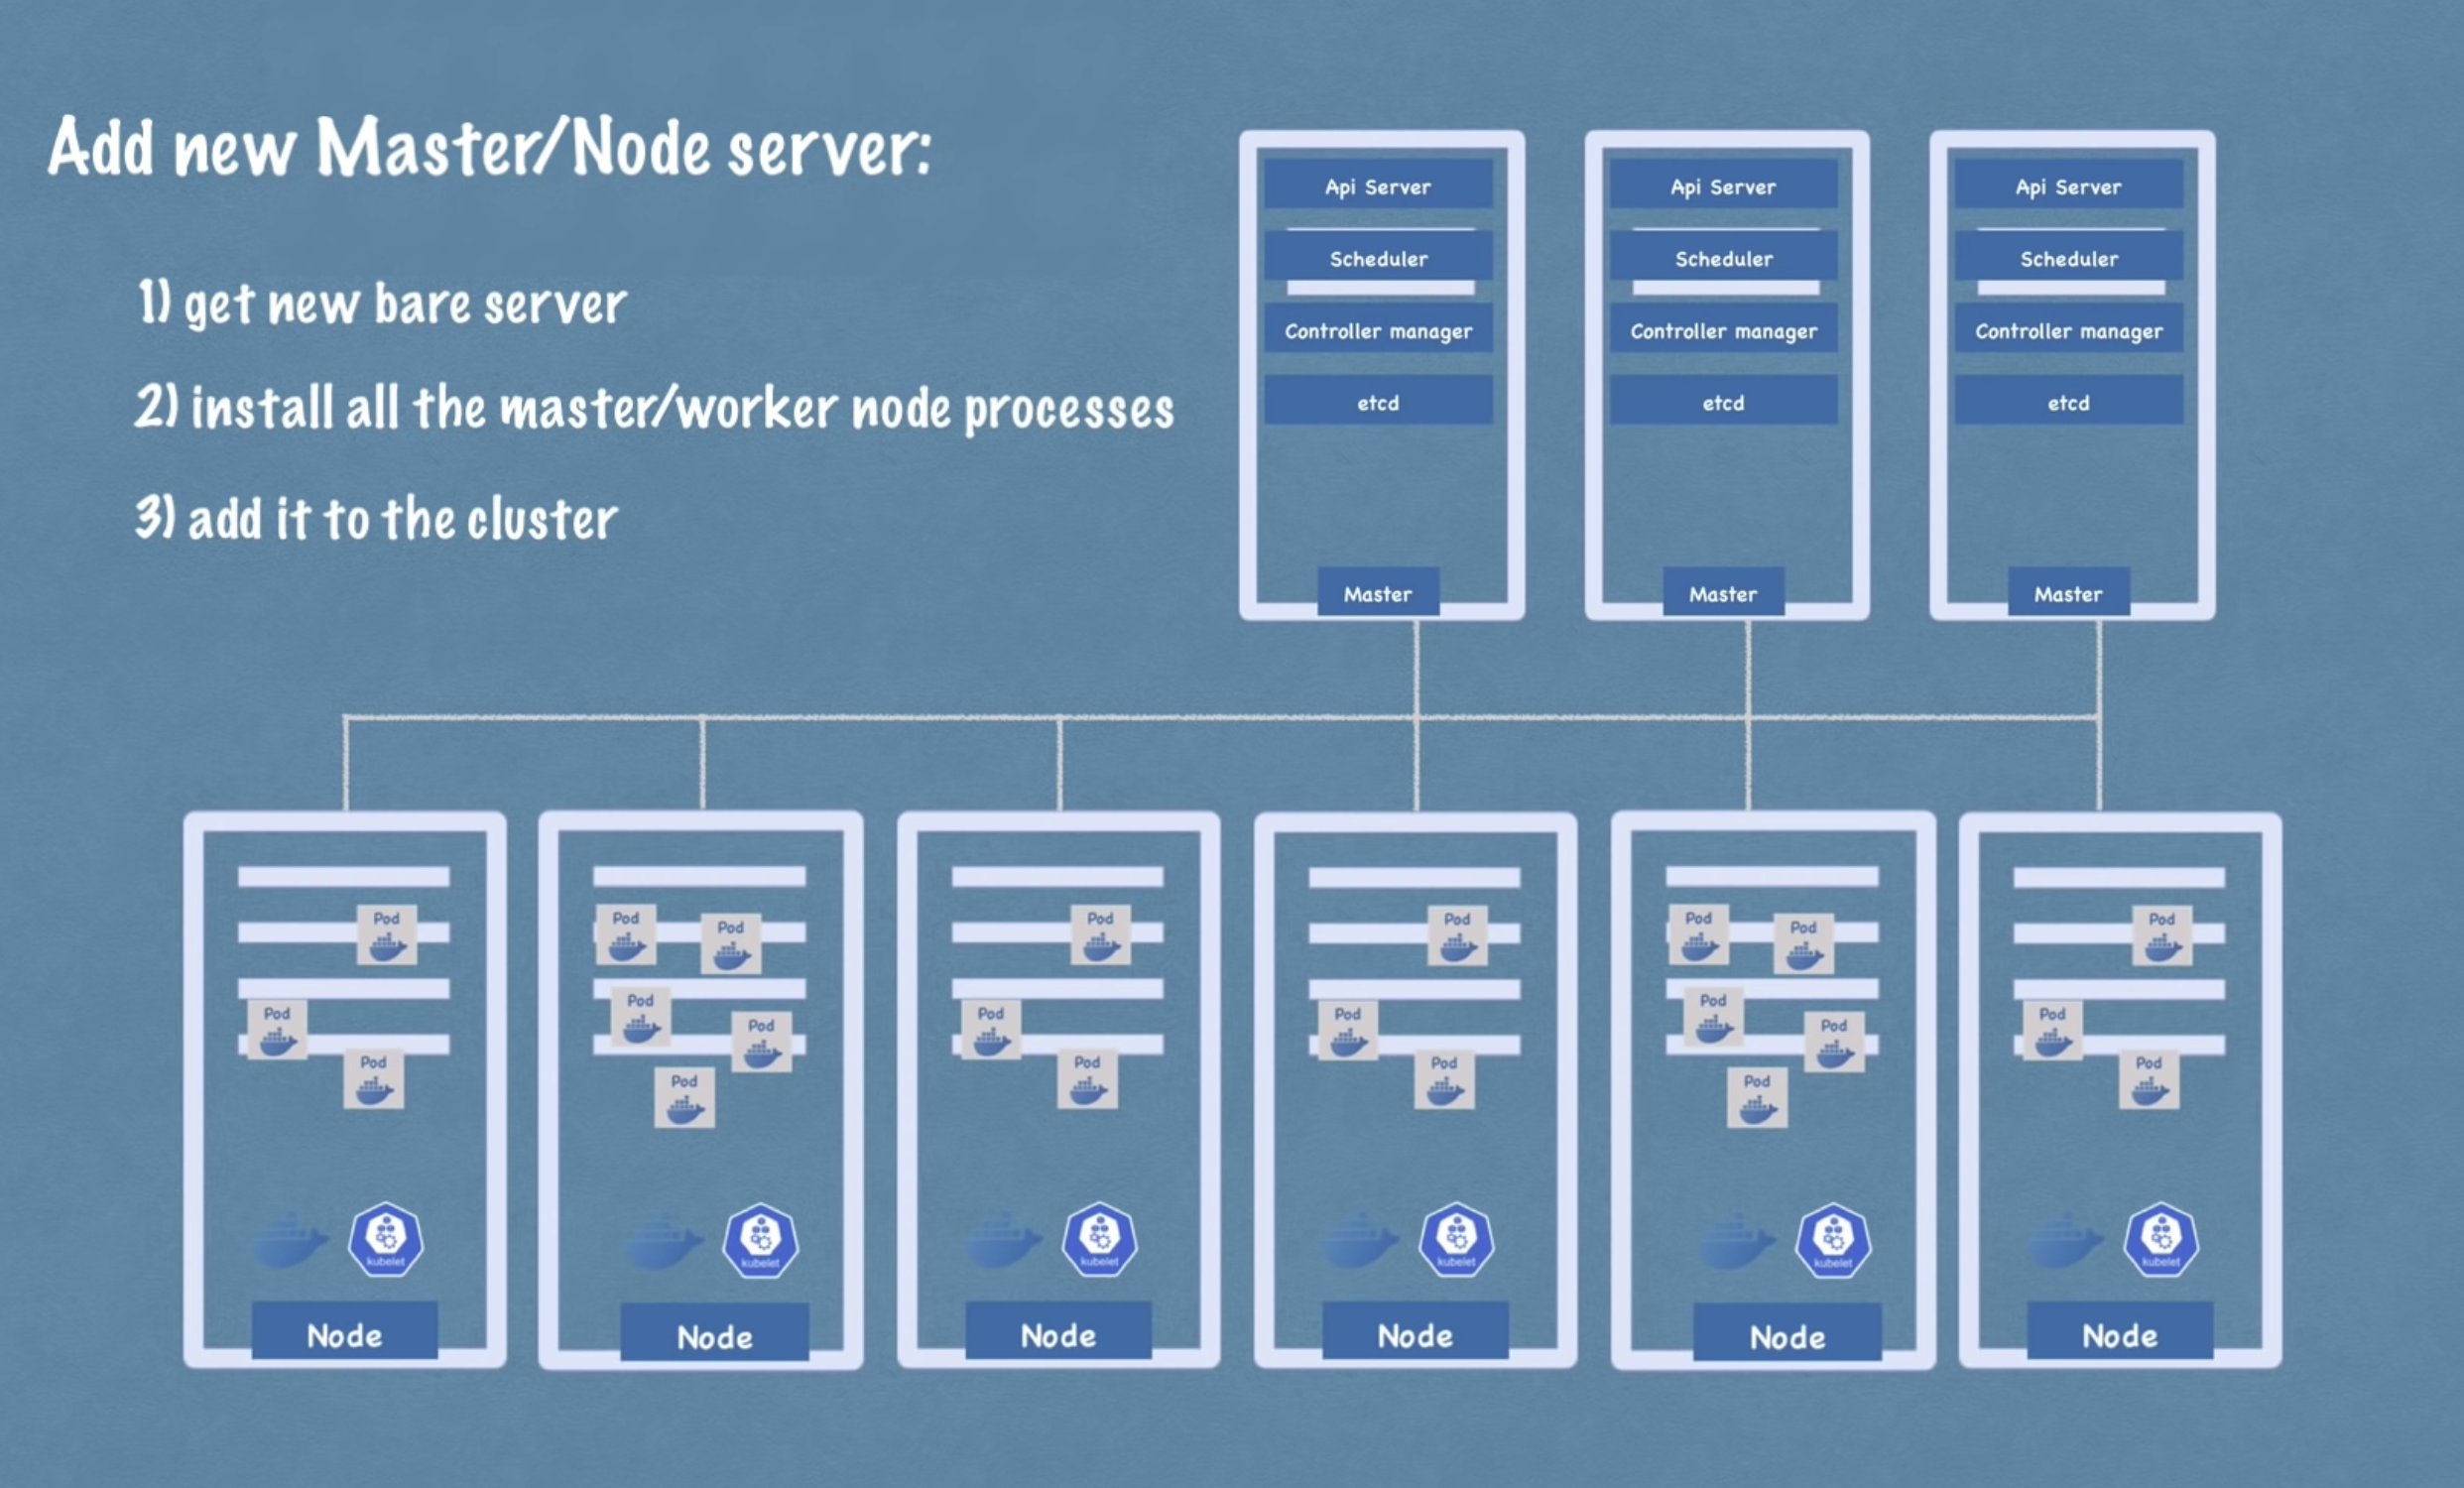 Add new Master/Node server:
1) get new bare server
2) install all the master/worker node processes
3) add it to the cluster
Api Server
Scheduler
Controller manager
etcd
Master
Api Server
Scheduler
Controller manager
etcd
Master
Api Server
Scheduler
Controller manager
etcd
Master
Pod
Pod
Pod
kubelet
Node
Pod
Pod
Pod
Pod
Pod
kubelet
Node
Pod
Pod
Pod
kubelet
Node
Pod
Pod
Pod
kubelet
Node
Pod
Pod
Pod
Pod
Pod
kubelet
Node
Pod
Pod
Pod
kubelet
Node